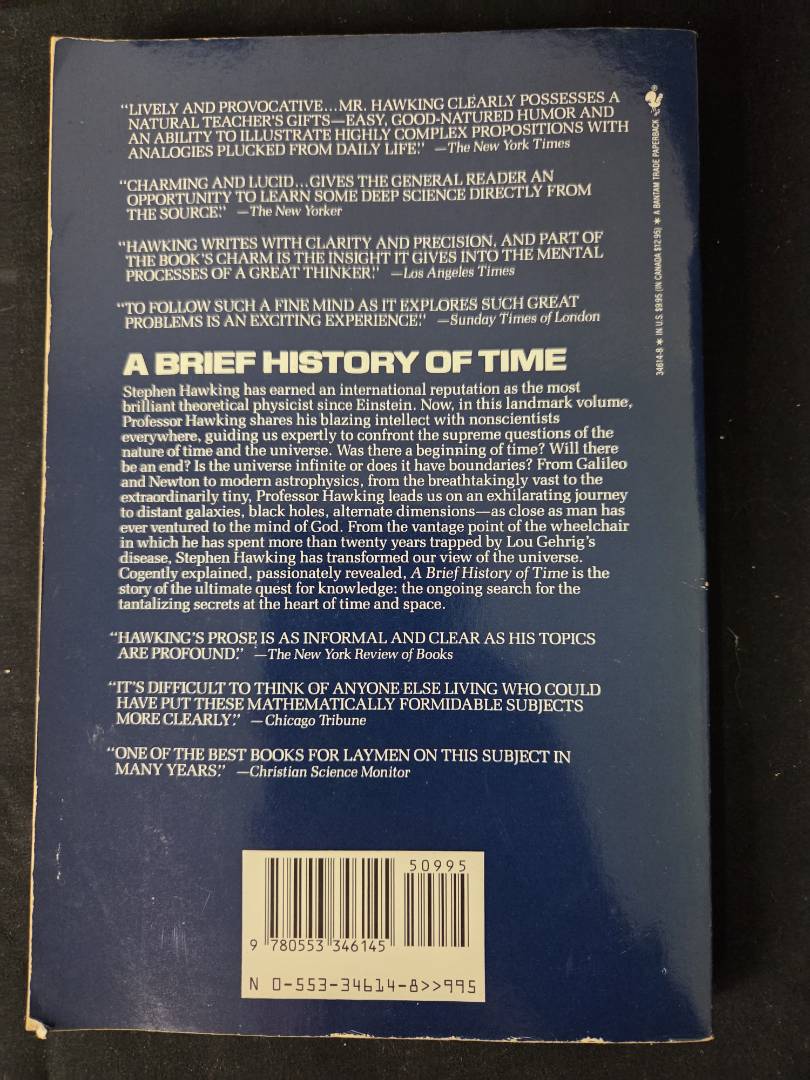 “LIVELY AND PROVOCATIVE...MR. HAWKING CLEARLY POSSESSES A
NATURAL TEACHER'S GIFTS—EASY, GOOD-NATURED HUMOR AND
AN ABILITY TO ILLUSTRATE HIGHLY COMPLEX PROPOSITIONS WITH
ANALOGIES PLUCKED FROM DAILY LIFE.” —The New York Times
“CHARMING AND LUCID...GIVES THE GENERAL READER AN
OPPORTUNITY TO LEARN SOME DEEP SCIENCE DIRECTLY FROM
THE SOURCE.” —The New Yorker
“HAWKING WRITES WITH CLARITY AND PRECISION, AND PART OF
THE BOOK'S CHARM IS THE INSIGHT IT GIVES INTO THE MENTAL
PROCESSES OF A GREAT THINKER.” —Los Angeles Times
“TO FOLLOW SUCH A FINE MIND AS IT EXPLORES SUCH GREAT
PROBLEMS IS AN EXCITING EXPERIENCE.” —Sunday Times of London
A BRIEF HISTORY OF TIME
Stephen Hawking has earned an international reputation as the most
brilliant theoretical physicist since Einstein. Now, in this landmark volume,
Professor Hawking shares his blazing intellect with nonscientists
everywhere, guiding us expertly to confront the supreme questions of the
nature of time and the universe. Was there a beginning of time? Will there
be an end? Is the universe infinite or does it have boundaries? From Galileo
and Newton to modern astrophysics, from the breathtakingly vast to the
extraordinarily tiny, Professor Hawking leads us on an exhilarating journey
to distant galaxies, black holes, alternate dimensions—as close as man has
ever ventured to the mind of God. From the vantage point of the wheelchair
in which he has spent more than twenty years trapped by Lou Gehrig's
disease, Stephen Hawking has transformed our view of the universe.
Cogently explained, passionately revealed, A Brief History of Time is the
story of the ultimate quest for knowledge: the ongoing search for the
tantalizing secrets at the heart of time and space.
“HAWKING'S PROSE IS AS INFORMAL AND CLEAR AS HIS TOPICS
ARE PROFOUND.” —The New York Review of Books
“IT'S DIFFICULT TO THINK OF ANYONE ELSE LIVING WHO COULD
HAVE PUT THESE MATHEMATICALLY FORMIDABLE SUBJECTS
MORE CLEARLY.” —Chicago Tribune
“ONE OF THE BEST BOOKS FOR LAYMEN ON THIS SUBJECT IN
MANY YEARS.” —Christian Science Monitor
34614-8 * IN U.S. $9.95 (IN CANADA $12.95) * A BANTAM TRADE PAPERBACK
50995
9 780553 346145
N 0-553-34614-8>>995